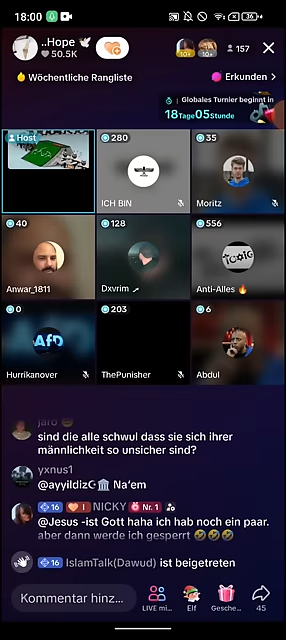 18:00
36
..Hope 🕊
50.5K
10+
10+
157
Wöchentliche Rangliste
Erkunden >
Globales Turnier beginnt in
18Tage05Stunde
Host
280
ICH BIN
35
Moritz
40
Anwar_1811
128
Dxvrim
556
Anti-Alles 🔥
0
AfD
Hurrikanover
203
ThePunisher
6
Abdul
sind die alle schwul dass sie sich ihrer
männlichkeit so unsicher sind?
yxnus1
@ayyildiz☪🏛 Na'em
16 I NICKY Nr. 1
@Jesus -ist Gott haha ich hab noch ein paar.
aber dann werde ich gesperrt 🤣🤣🤣
16 IslamTalk(Dawud) ist beigetreten
Kommentar hinz...
LIVE mi...
Elf
Gesche...
45